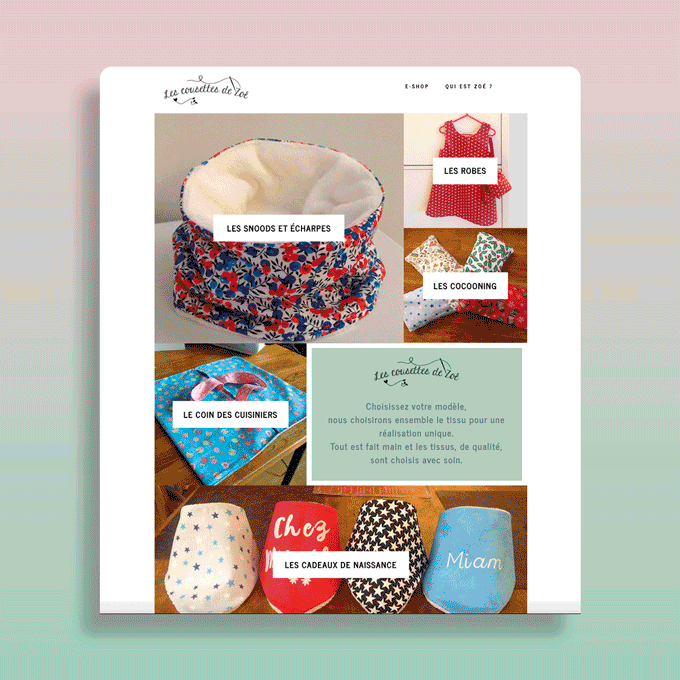 Les cousettes de Zoé
E-SHOP QUI EST ZOÉ ?
LES ROBES
LES SNOODS ET ÉCHARPES
LES COCOONING
LE COIN DES CUISINIERS
Les cousettes de Zoé
Choisissez votre modèle,
nous choisirons ensemble le tissu pour une
réalisation unique.
Tout est fait main et les tissus, de qualité,
sont choisis avec soin.
Chez
LES CADEAUX DE NAISSANCE
Miam